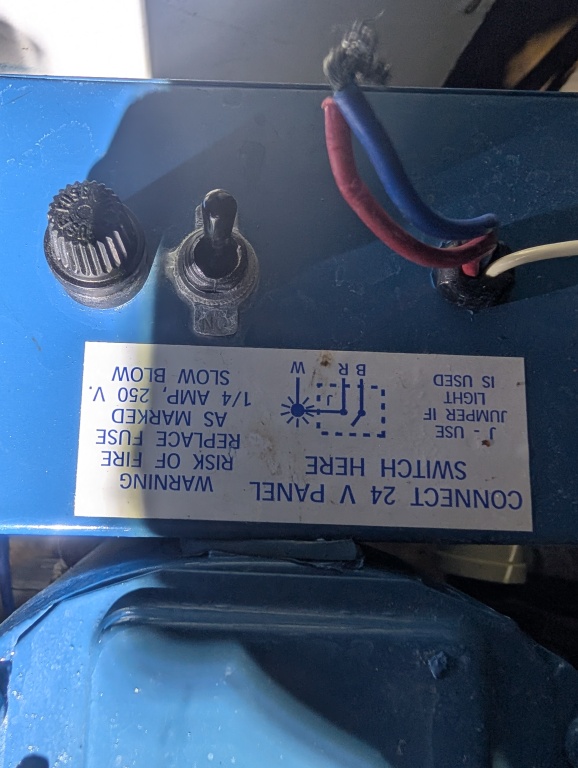 CONNECT 24 V PANEL
SWITCH HERE
J - USE
JUMPER IF
LIGHT
IS USED
J
B R W
WARNING
RISK OF FIRE
REPLACE FUSE
AS MARKED
1/4 AMP, 250 V.
SLOW BLOW
ON